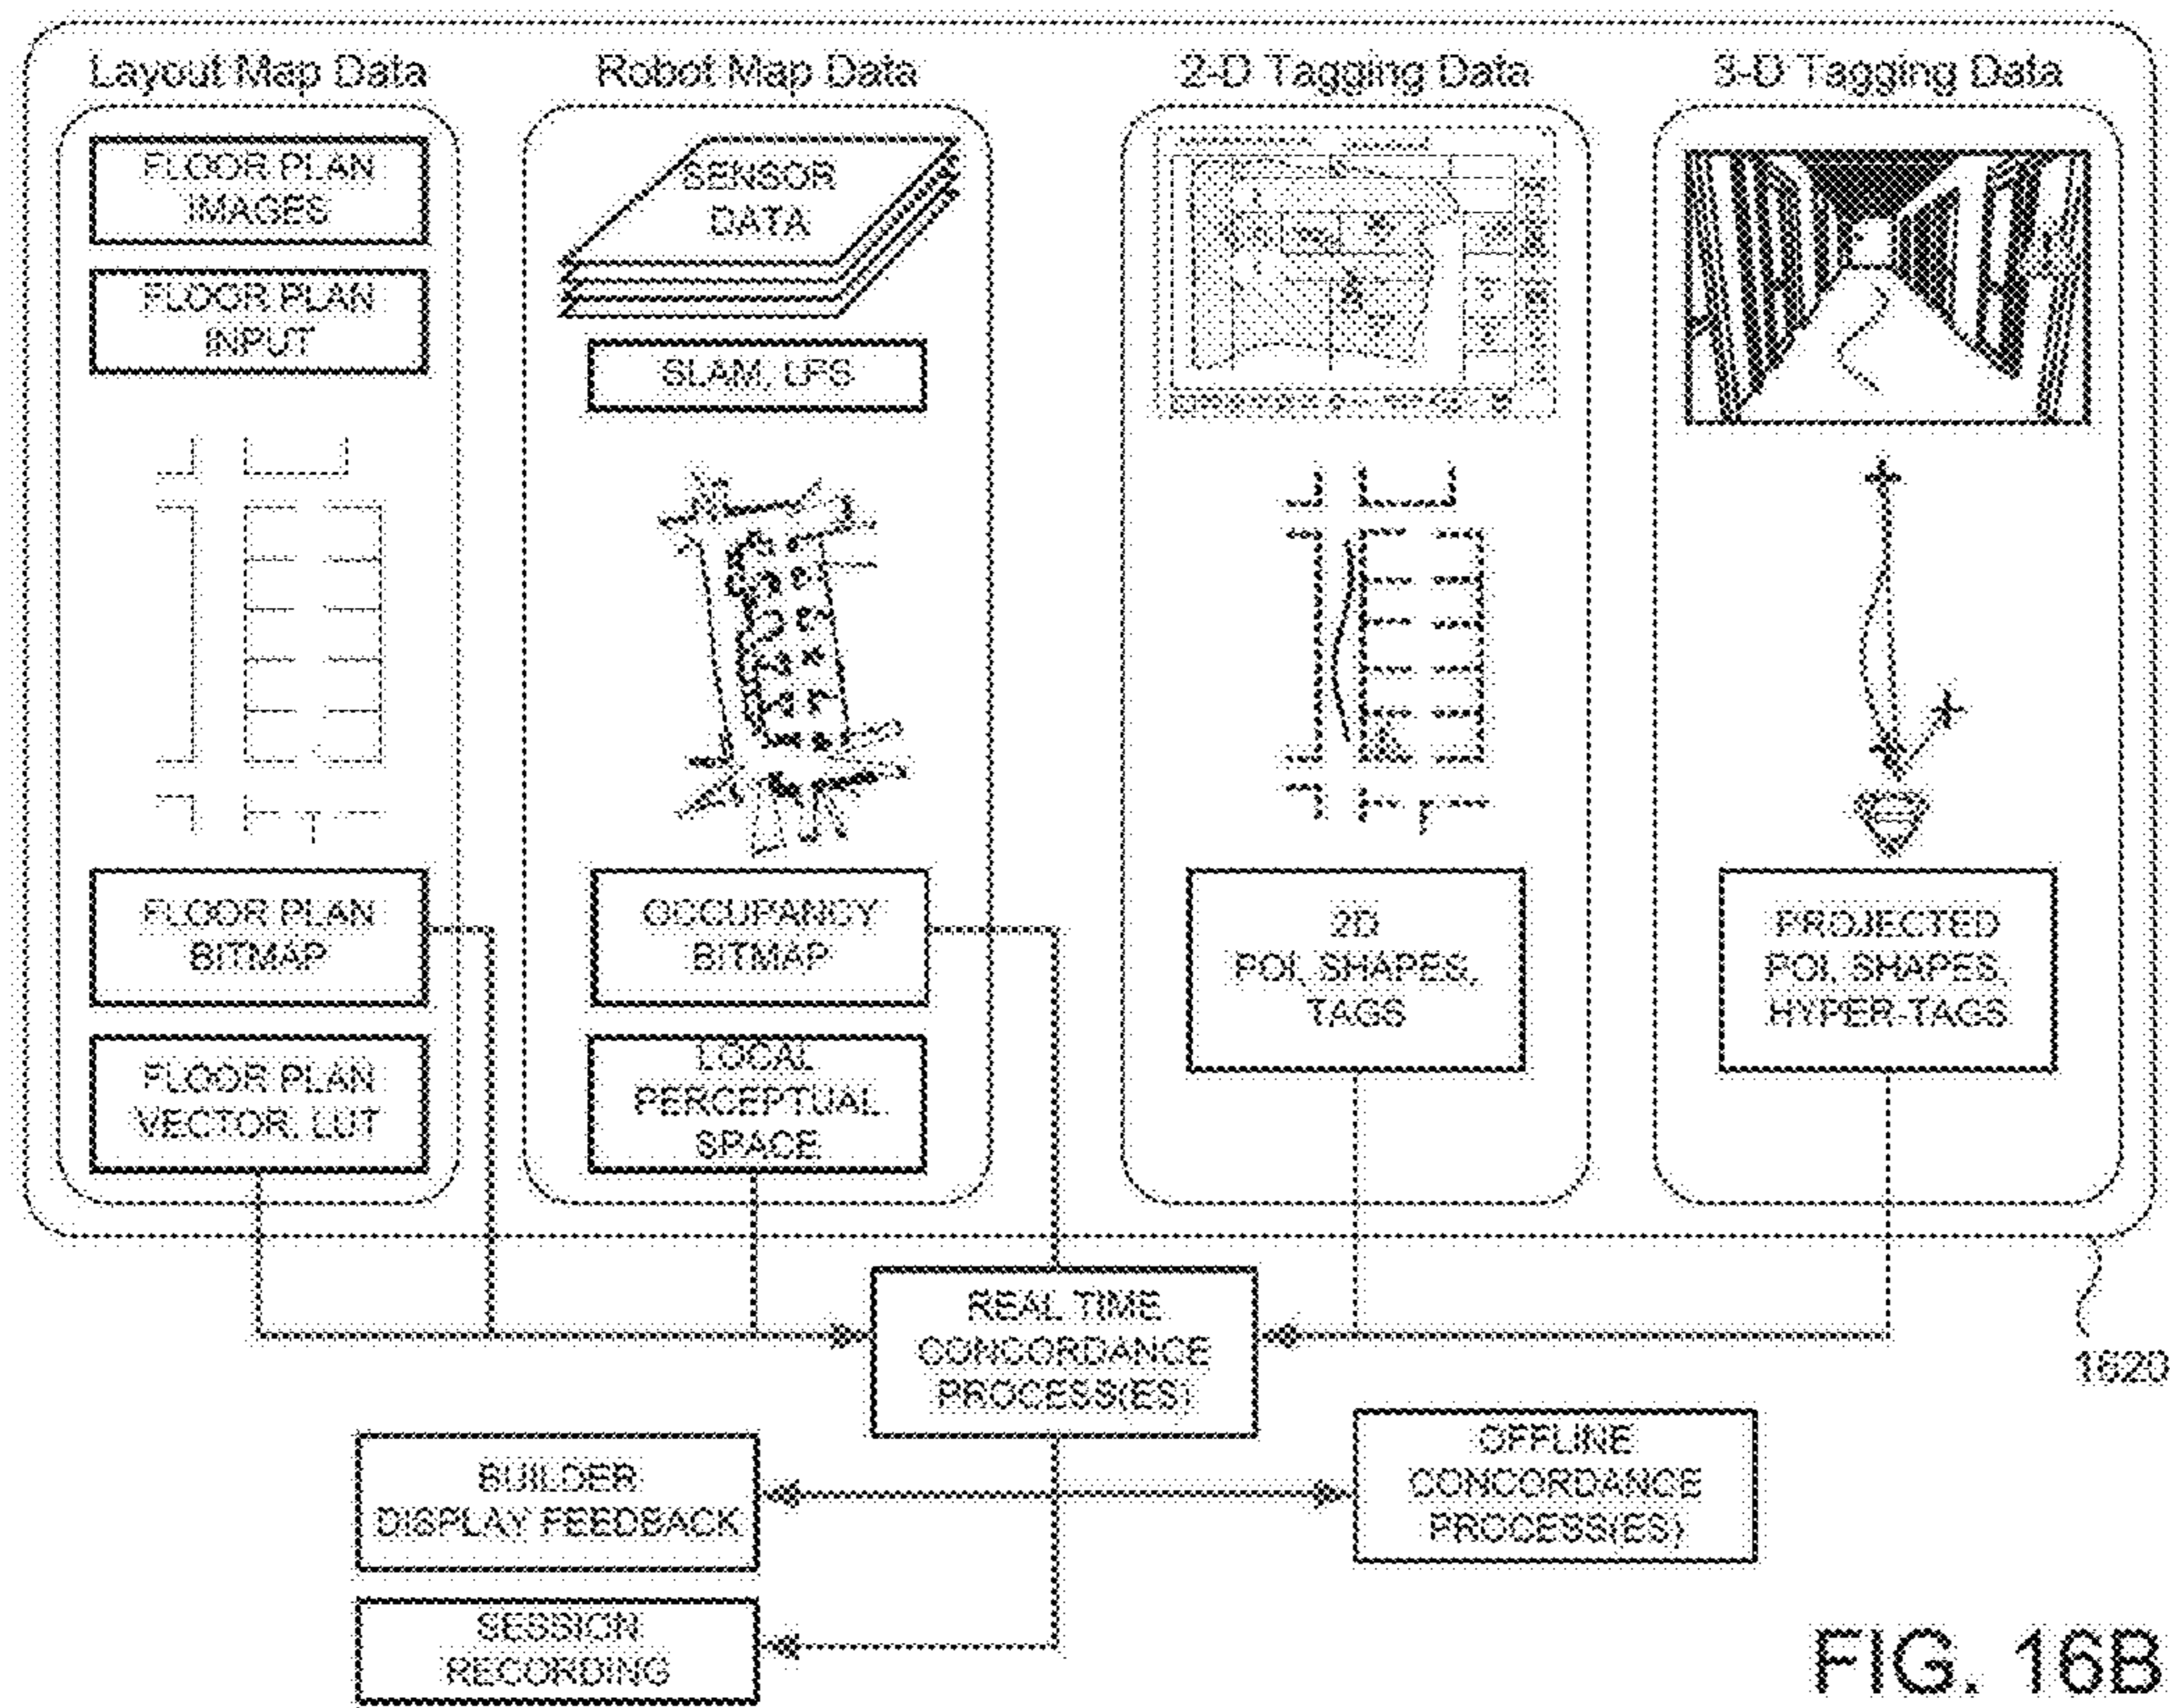 Layout Map Data
FLOOR PLAN
IMAGES
FLOOR PLAN
INPUT
FLOOR PLAN
BITMAP
FLOOR PLAN
VECTOR, LUT
Robot Map Data
SENSOR
DATA
SLAM, LFS
OCCUPANCY
BITMAP
LOCAL
PERCEPTUAL
SPACE
2-D Tagging Data
2D
POI, SHAPES,
TAGS
3-D Tagging Data
PROJECTED
POI, SHAPES,
HYPER-TAGS
REAL TIME
CONCORDANCE
PROCESS(ES)
1620
BUILDER
DISPLAY FEEDBACK
OFFLINE
CONCORDANCE
PROCESS(ES)
SESSION
RECORDING
FIG. 16B